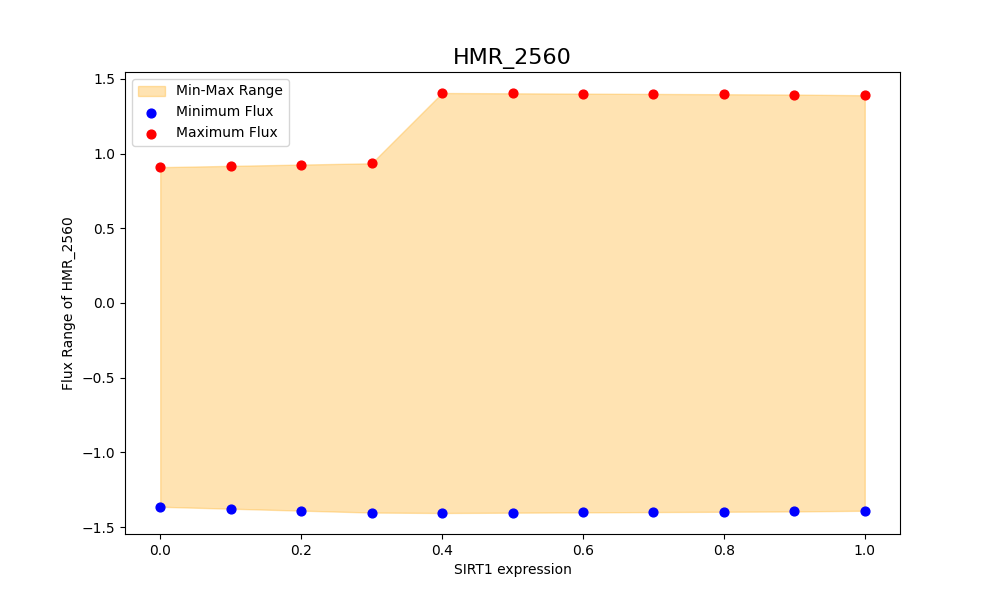 HMR_2560
Min-Max Range
Minimum Flux
Maximum Flux
Flux Range of HMR_2560
1.5
1.0
0.5
0.0
−0.5
−1.0
−1.5
0.0 0.2 0.4 0.6 0.8 1.0
SIRT1 expression